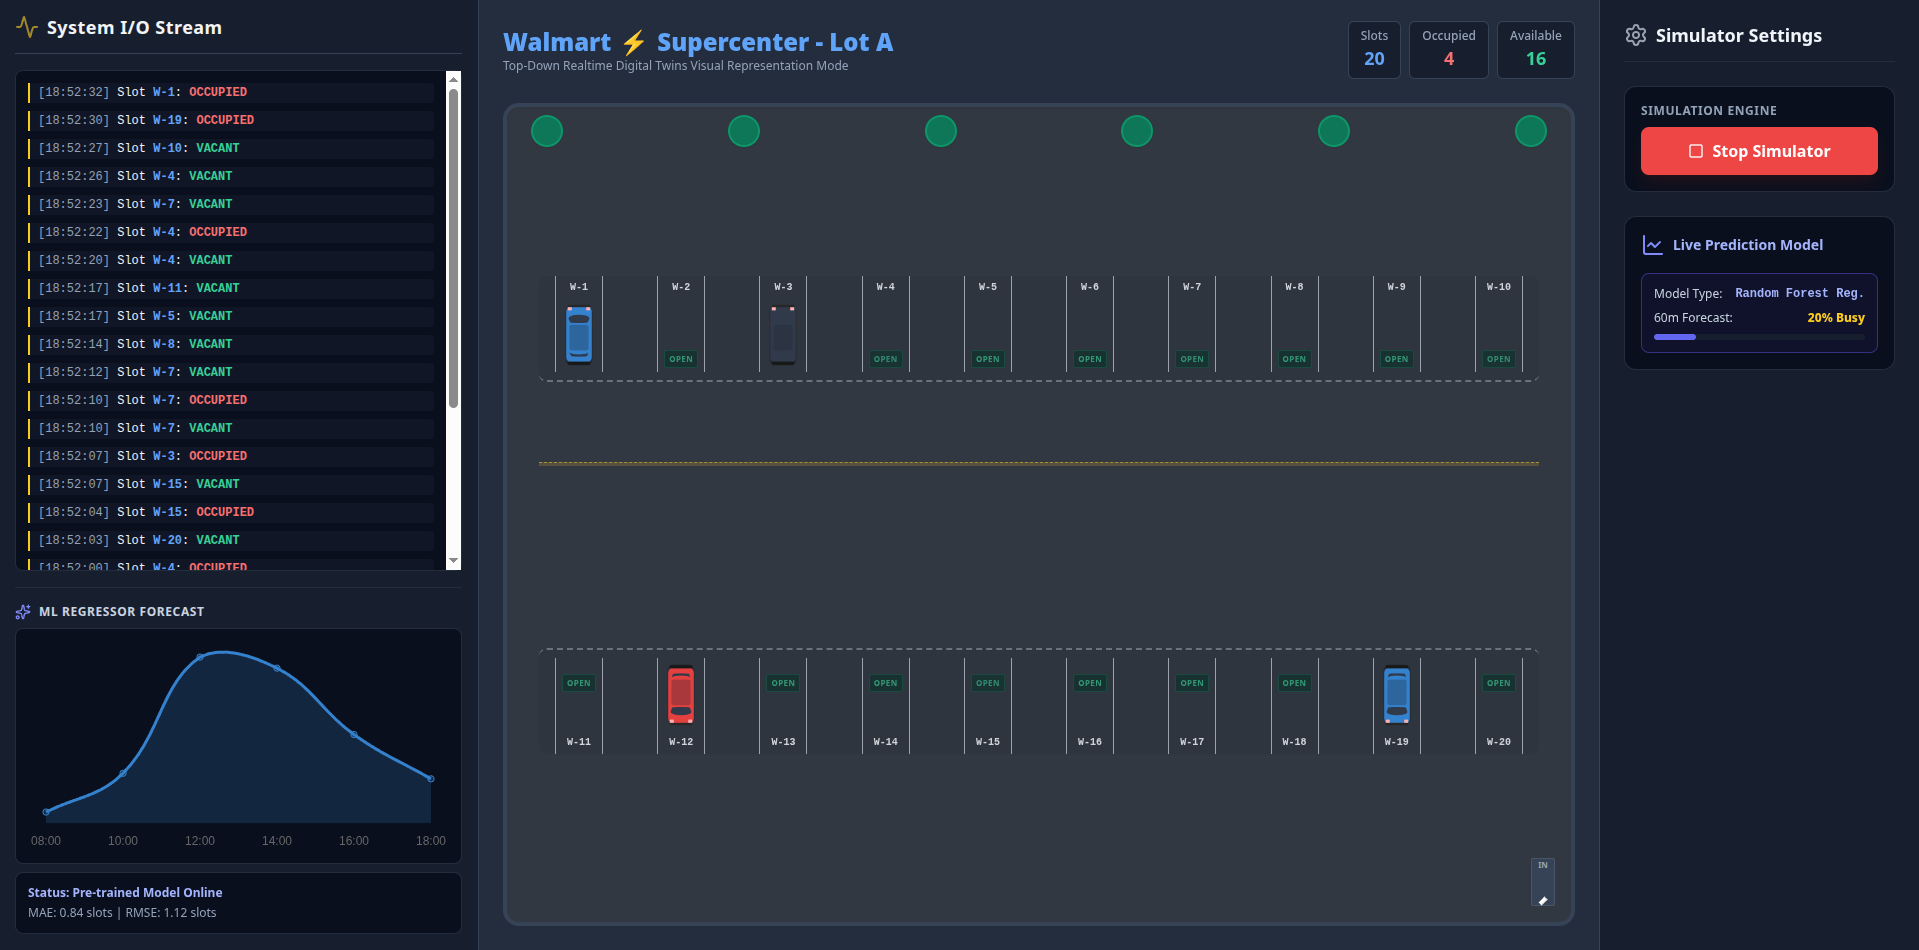 System I/O Stream
[18:52:32] Slot W-1: OCCUPIED
[18:52:30] Slot W-19: OCCUPIED
[18:52:27] Slot W-10: VACANT
[18:52:26] Slot W-4: VACANT
[18:52:23] Slot W-7: VACANT
[18:52:22] Slot W-4: OCCUPIED
[18:52:20] Slot W-4: VACANT
[18:52:17] Slot W-11: VACANT
[18:52:17] Slot W-5: VACANT
[18:52:14] Slot W-8: VACANT
[18:52:12] Slot W-7: VACANT
[18:52:10] Slot W-7: OCCUPIED
[18:52:10] Slot W-7: VACANT
[18:52:07] Slot W-3: OCCUPIED
[18:52:07] Slot W-15: VACANT
[18:52:04] Slot W-15: OCCUPIED
[18:52:03] Slot W-20: VACANT
[18:52:00] Slot W-4: OCCUPIED
ML REGRESSOR FORECAST
08:00 10:00 12:00 14:00 16:00 18:00
Status: Pre-trained Model Online
MAE: 0.84 slots | RMSE: 1.12 slots
Walmart ⚡ Supercenter - Lot A
Top-Down Realtime Digital Twins Visual Representation Mode
Slots
20
Occupied
4
Available
16
W-1 W-2 W-3 W-4 W-5 W-6 W-7 W-8 W-9 W-10
OPEN OPEN OPEN OPEN OPEN OPEN OPEN OPEN
OPEN OPEN OPEN OPEN OPEN OPEN OPEN OPEN
W-11 W-12 W-13 W-14 W-15 W-16 W-17 W-18 W-19 W-20
IN
Simulator Settings
SIMULATION ENGINE
Stop Simulator
Live Prediction Model
Model Type: Random Forest Reg.
60m Forecast: 20% Busy